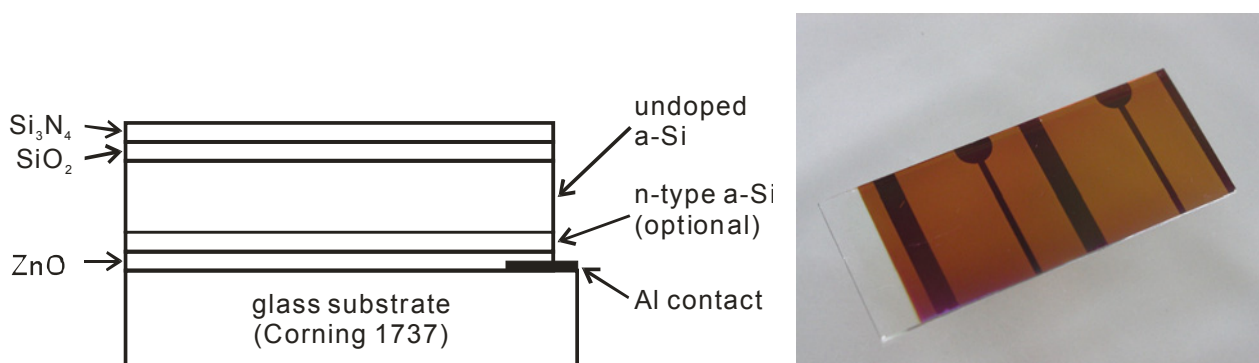 Si₃N₄
SiO₂
ZnO
undoped
a-Si
n-type a-Si
(optional)
Al contact
glass substrate
(Corning 1737)